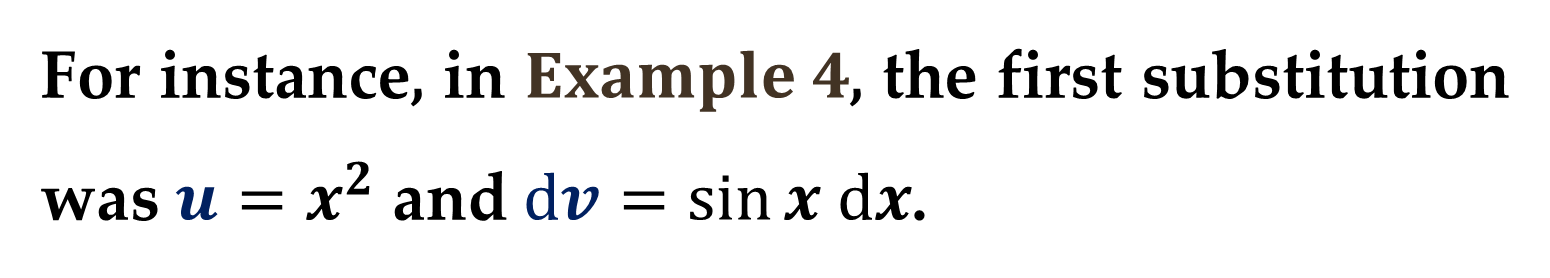 For instance, in Example 4, the first substitution
was u = x² and dv = sin x dx.